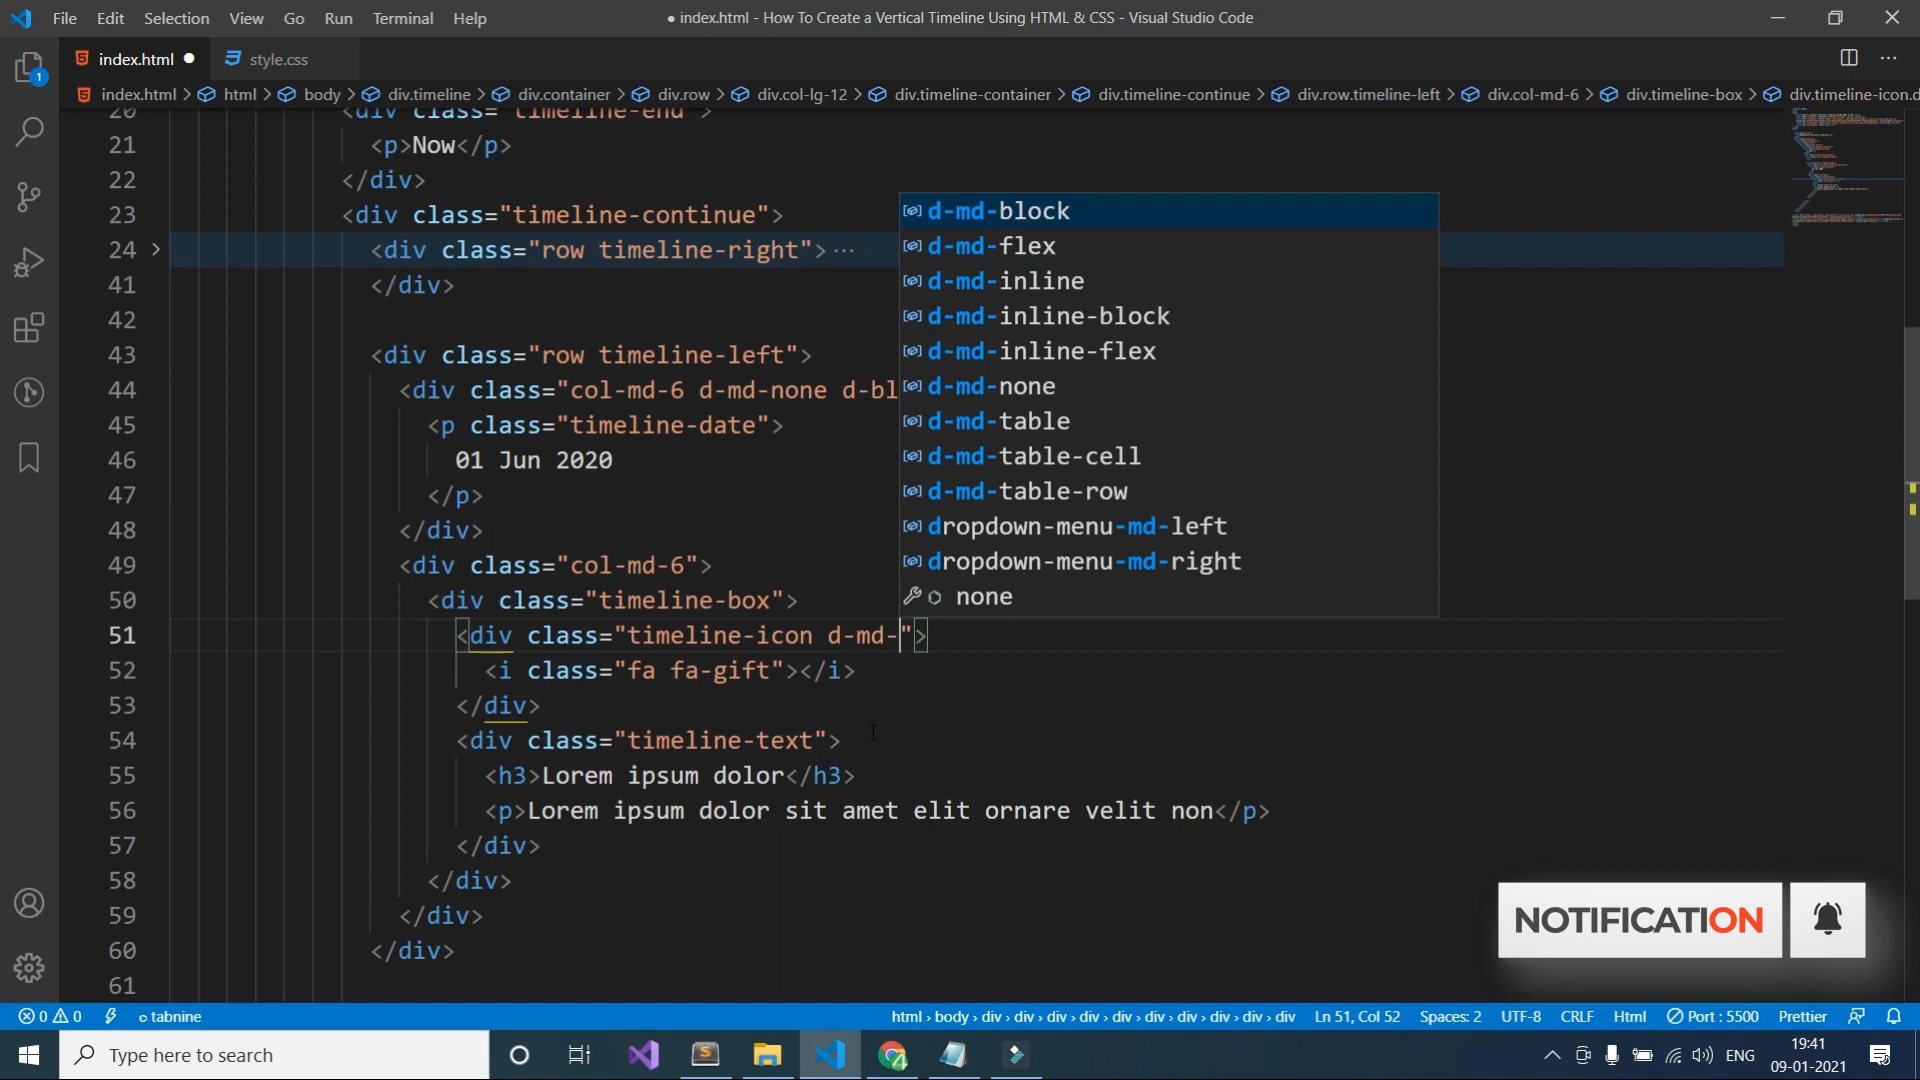 File Edit Selection View Go Run Terminal Help
● index.html - How To Create a Vertical Timeline Using HTML & CSS - Visual Studio Code
index.html ●
style.css
index.html > html > body > div.timeline > div.container > div.row > div.col-lg-12 > div.timeline-container > div.timeline-continue > div.row.timeline-left > div.col-md-6 > div.timeline-box > div.timeline-icon.d
1
20 <div class="timeline-end">
21 <p>Now</p>
22 </div>
23 <div class="timeline-continue">
24 > <div class="row timeline-right">···
41 </div>
42
43 <div class="row timeline-left">
44 <div class="col-md-6 d-md-none d-bl
45 <p class="timeline-date">
46 01 Jun 2020
47 </p>
48 </div>
49 <div class="col-md-6">
50 <div class="timeline-box">
51 <div class="timeline-icon d-md-">
52 <i class="fa fa-gift"></i>
53 </div>
54 <div class="timeline-text">
55 <h3>Lorem ipsum dolor</h3>
56 <p>Lorem ipsum dolor sit amet elit ornare velit non</p>
57 </div>
58 </div>
59 </div>
60 </div>
61
d-md-block
d-md-flex
d-md-inline
d-md-inline-block
d-md-inline-flex
d-md-none
d-md-table
d-md-table-cell
d-md-table-row
dropdown-menu-md-left
dropdown-menu-md-right
none
NOTIFICATION
0 0 tabnine
html › body › div › div › div › div › div › div › div › div › div › div › div
Ln 51, Col 52 Spaces: 2 UTF-8 CRLF Html Port : 5500 Prettier
Type here to search
ENG
19:41
09-01-2021